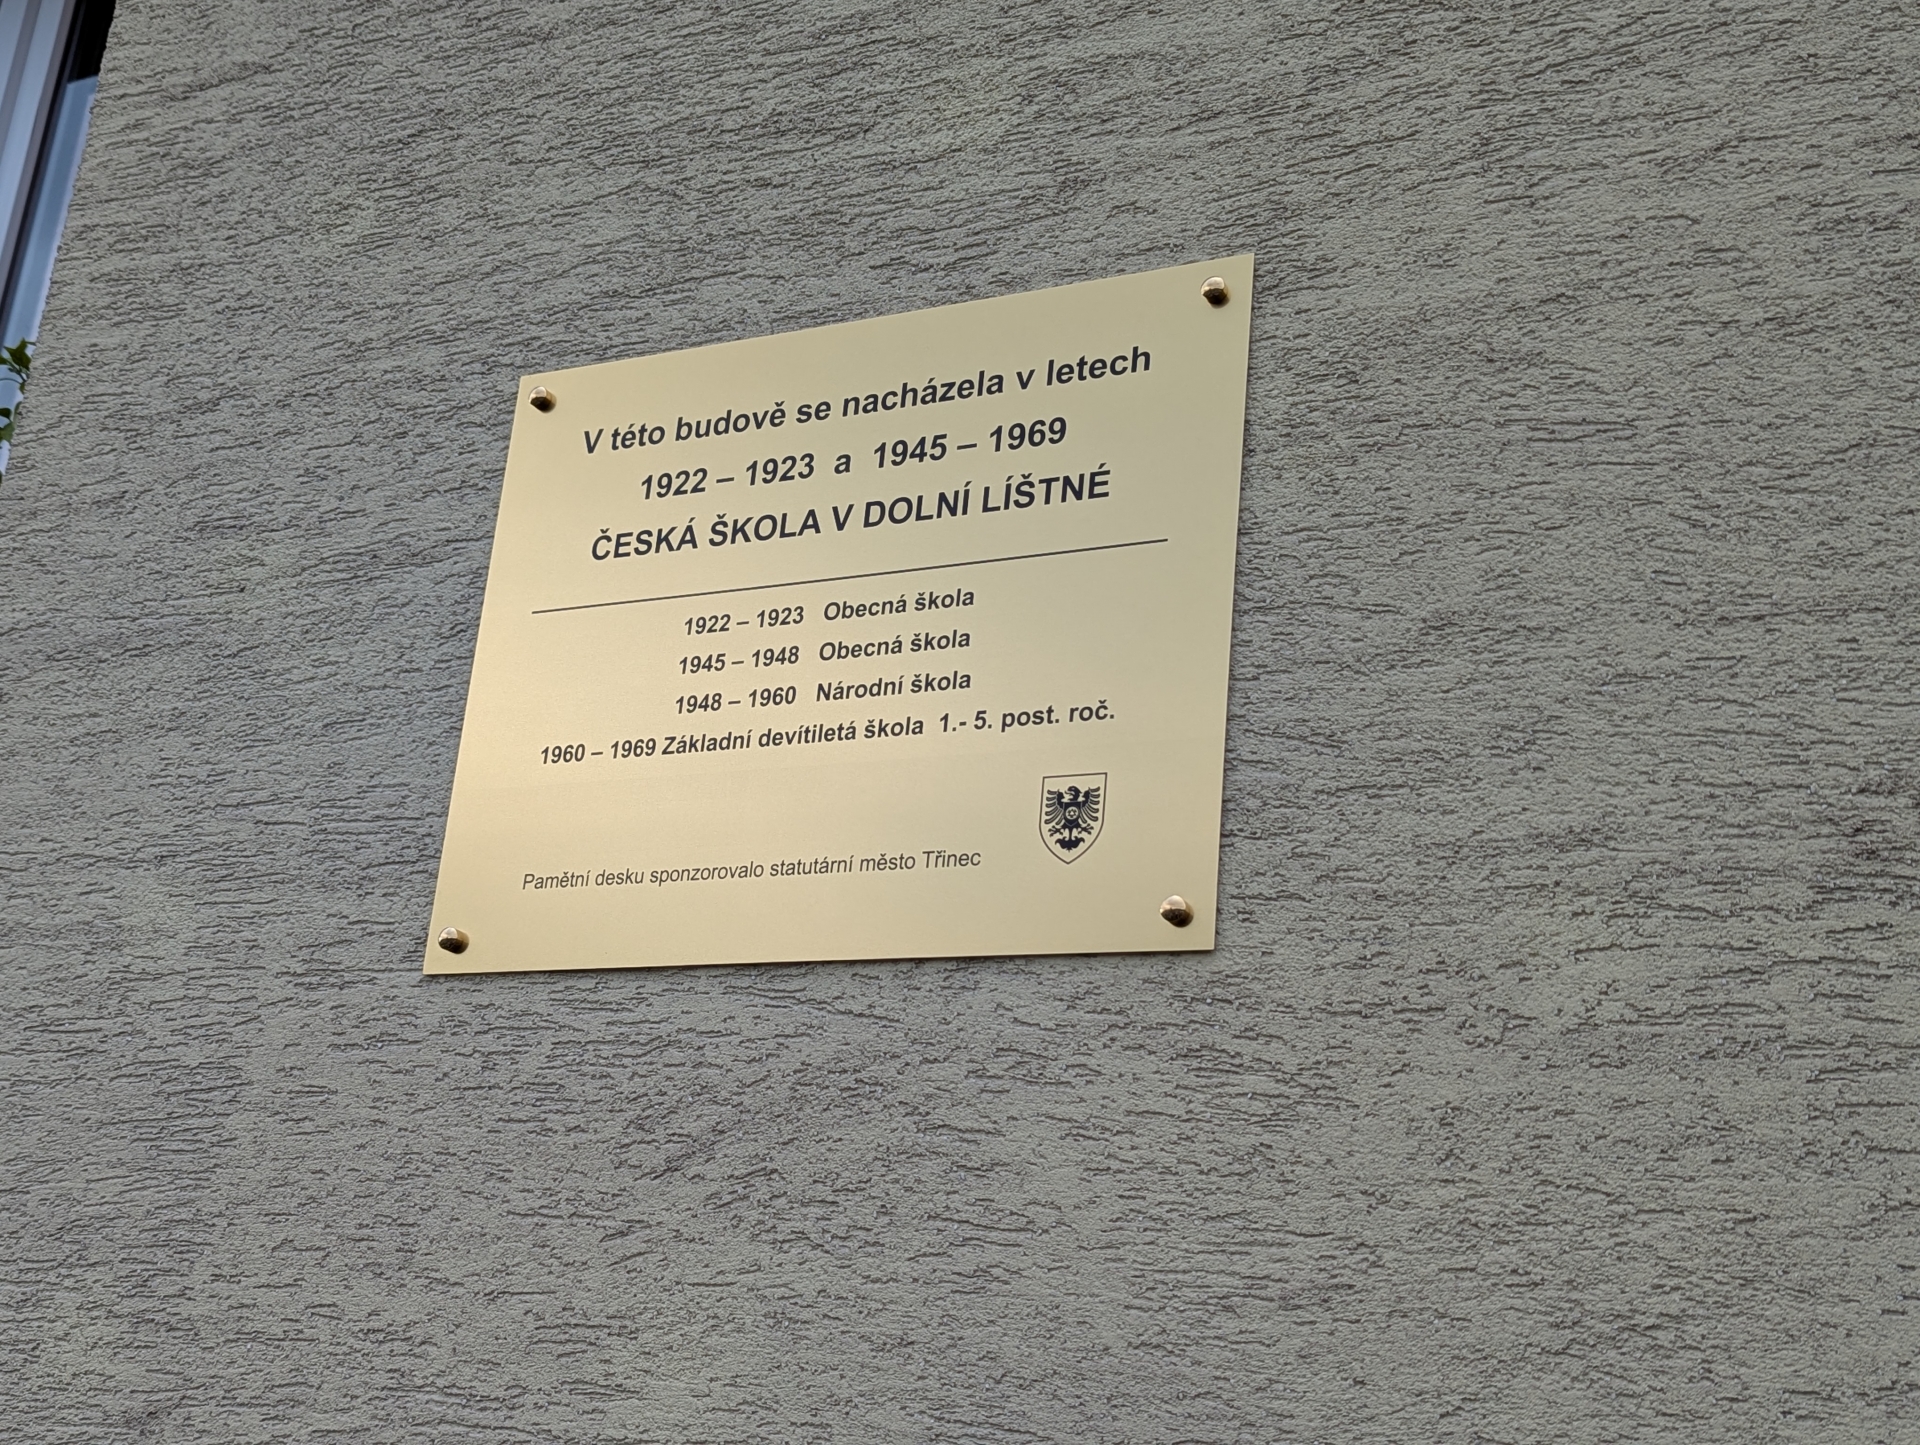 V této budově se nacházela v letech
1922 – 1923 a 1945 – 1969
ČESKÁ ŠKOLA V DOLNÍ LÍŠTNÉ
1922 – 1923 Obecná škola
1945 – 1948 Obecná škola
1948 – 1960 Národní škola
1960 – 1969 Základní devítiletá škola 1.- 5. post. roč.
Pamětní desku sponzorovalo statutární město Třinec